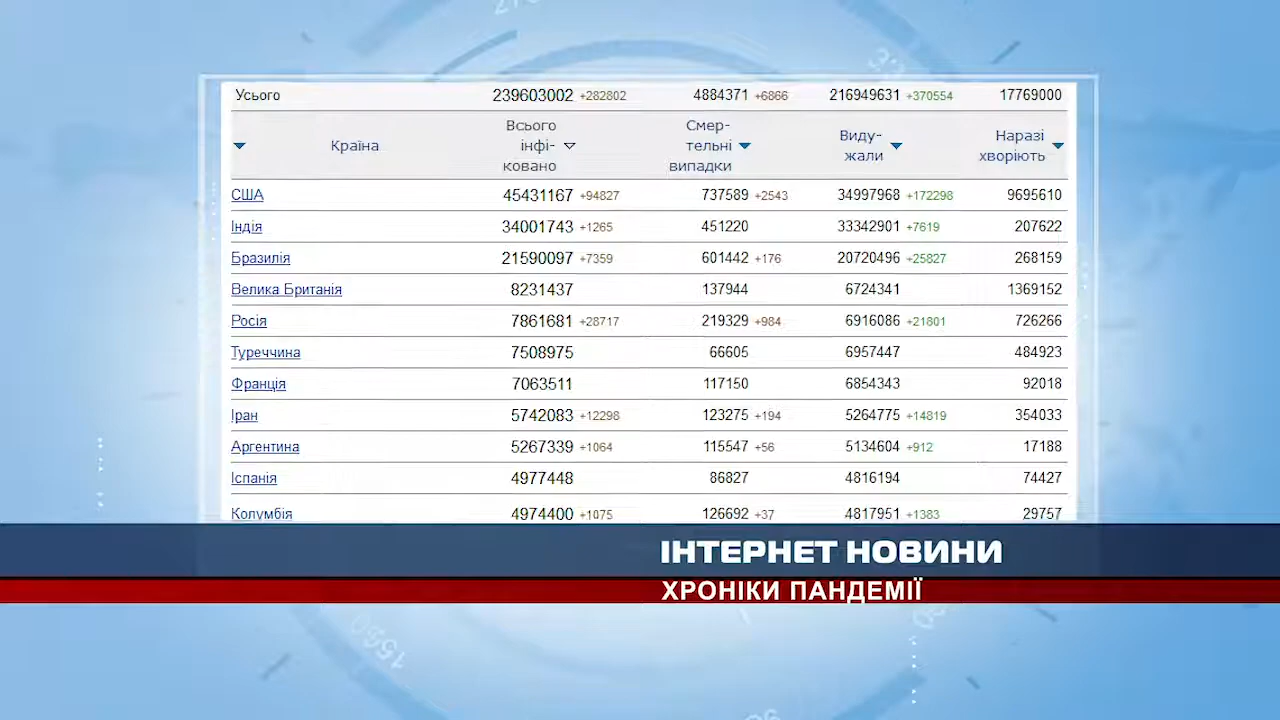 Усього 239603002 +282802 4884371 +6866 216949631 +370554 17769000
Країна Всього інфі-ковано Смер-тельні випадки Виду-жали Наразі хворіють
США 45431167 +94827 737589 +2543 34997968 +172298 9695610
Індія 34001743 +1265 451220 33342901 +7619 207622
Бразилія 21590097 +7359 601442 +176 20720496 +25827 268159
Велика Британія 8231437 137944 6724341 1369152
Росія 7861681 +28717 219329 +984 6916086 +21801 726266
Туреччина 7508975 66605 6957447 484923
Франція 7063511 117150 6854343 92018
Іран 5742083 +12298 123275 +194 5264775 +14819 354033
Аргентина 5267339 +1064 115547 +56 5134604 +912 17188
Іспанія 4977448 86827 4816194 74427
Колумбія 4974400 +1075 126692 +37 4817951 +1383 29757
ІНТЕРНЕТ НОВИНИ
ХРОНІКИ ПАНДЕМІЇ